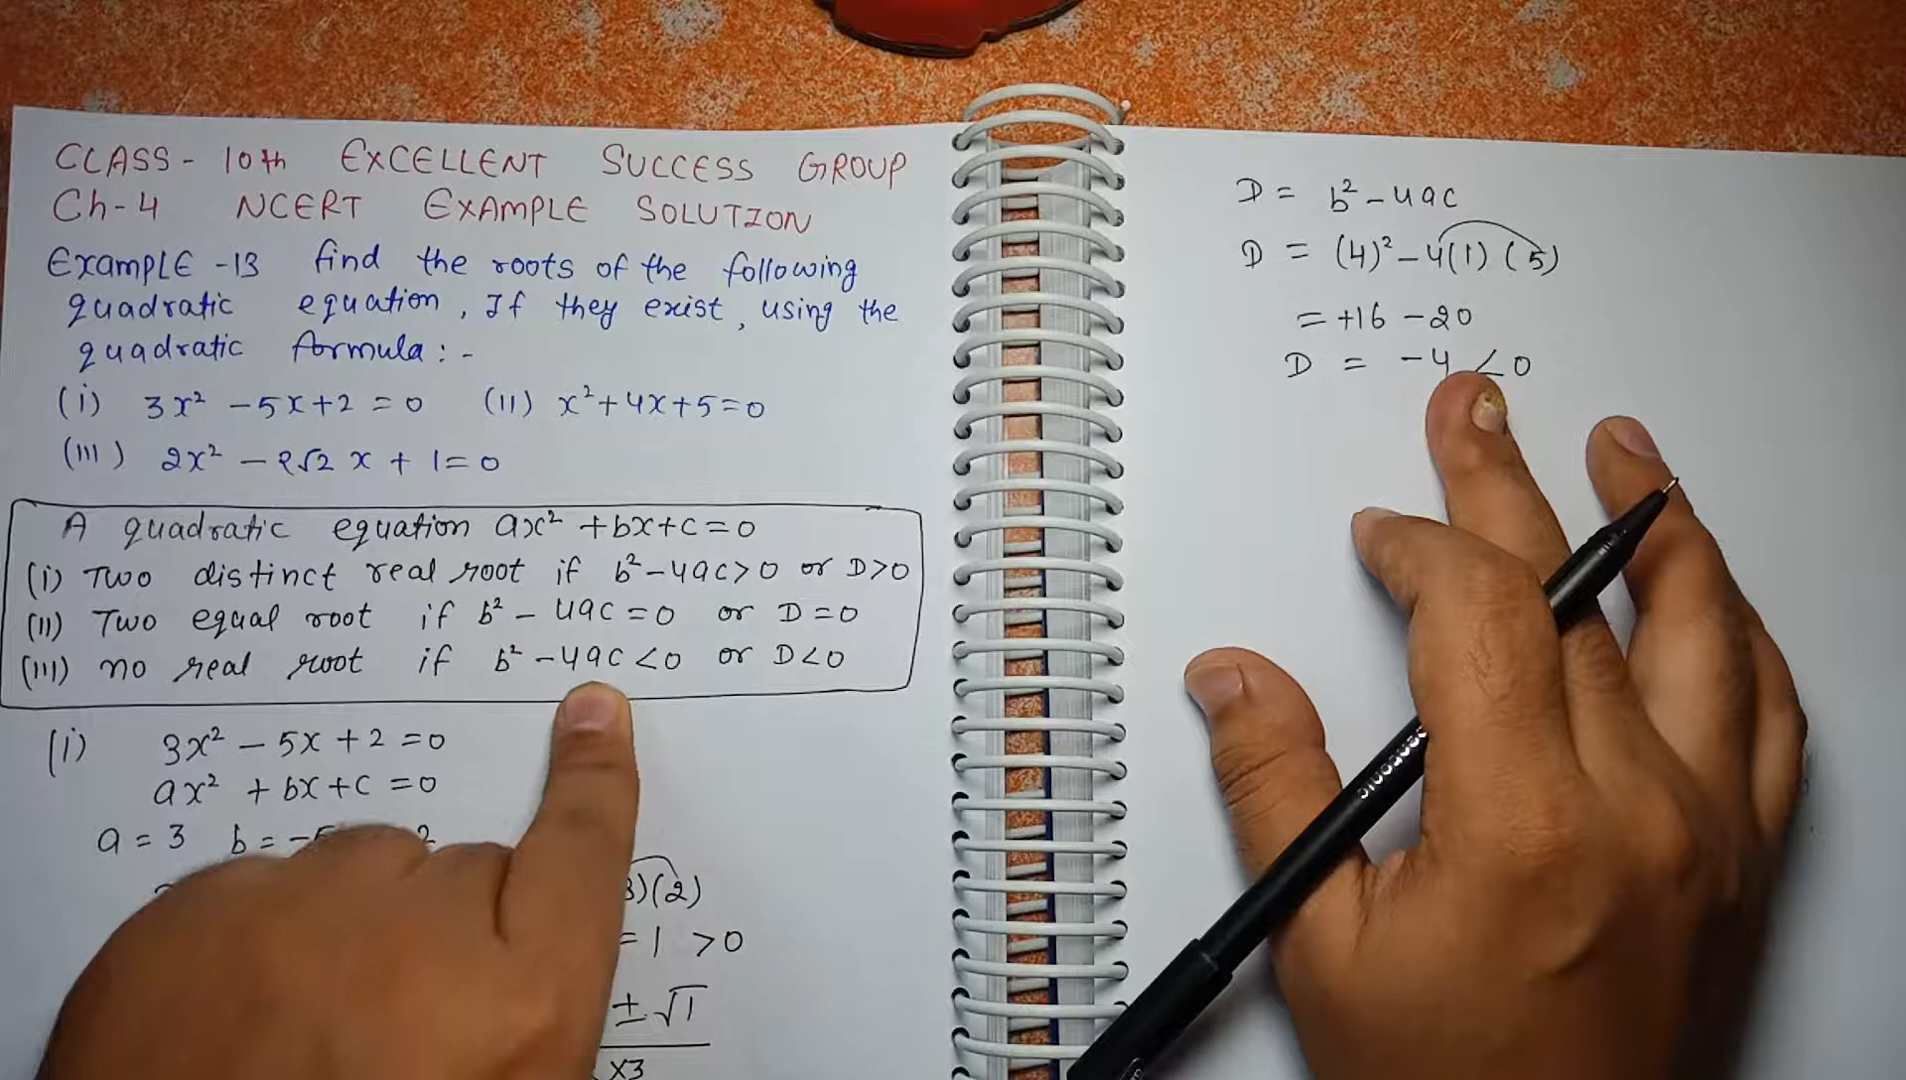 CLASS - 10th EXCELLENT SUCCESS GROUP
Ch-4 NCERT EXAMPLE SOLUTION
ExamplE -13 find the roots of the following
quadratic equation, If they exist, using the
quadratic formula: -
(i) 3x² - 5x + 2 = 0 (II) x² + 4x + 5 = 0
(III) 2x² - 2√2 x + 1 = 0
A quadratic equation ax² + bx + c = 0
(i) Two distinct real root if b² - 4ac > 0 or D > 0
(II) Two equal root if b² - 4ac = 0 or D = 0
(III) no real root if b² - 4ac < 0 or D < 0
(i) 3x² - 5x + 2 = 0
ax² + bx + c = 0
a = 3 b = -5 2
3)(2)
= 1 > 0
± √1
x3
D = b² - 4ac
D = (4)² - 4(1) (5)
= +16 - 20
D = -4 < 0